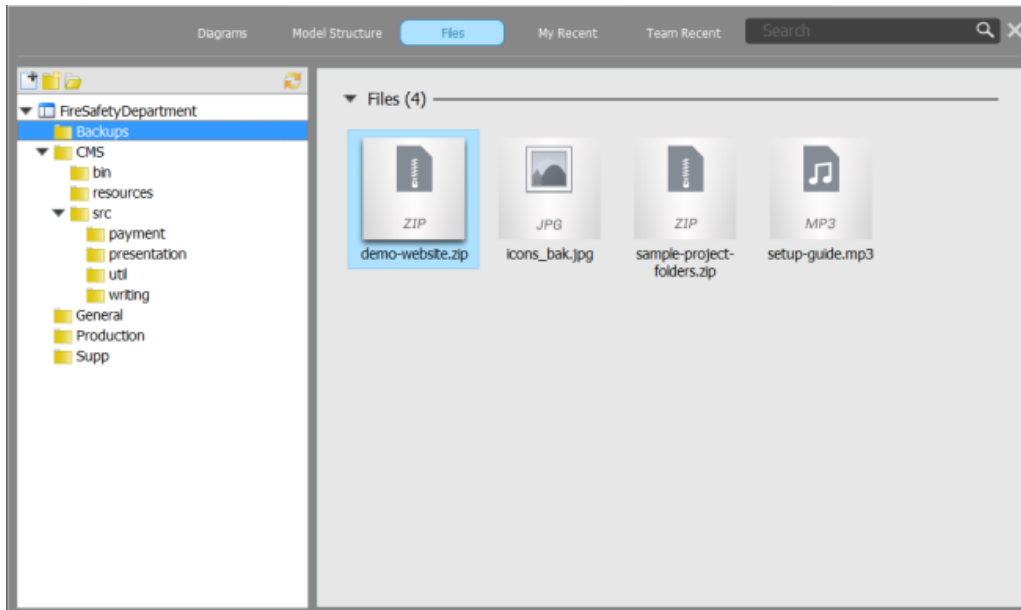 Diagrams Model Structure Files My Recent Team Recent Search
FireSafetyDepartment
Backups
CMS
bin
resources
src
payment
presentation
util
writing
General
Production
Supp
Files (4)
ZIP JPG ZIP MP3
demo-website.zip icons_bak.jpg sample-project- setup-guide.mp3
folders.zip